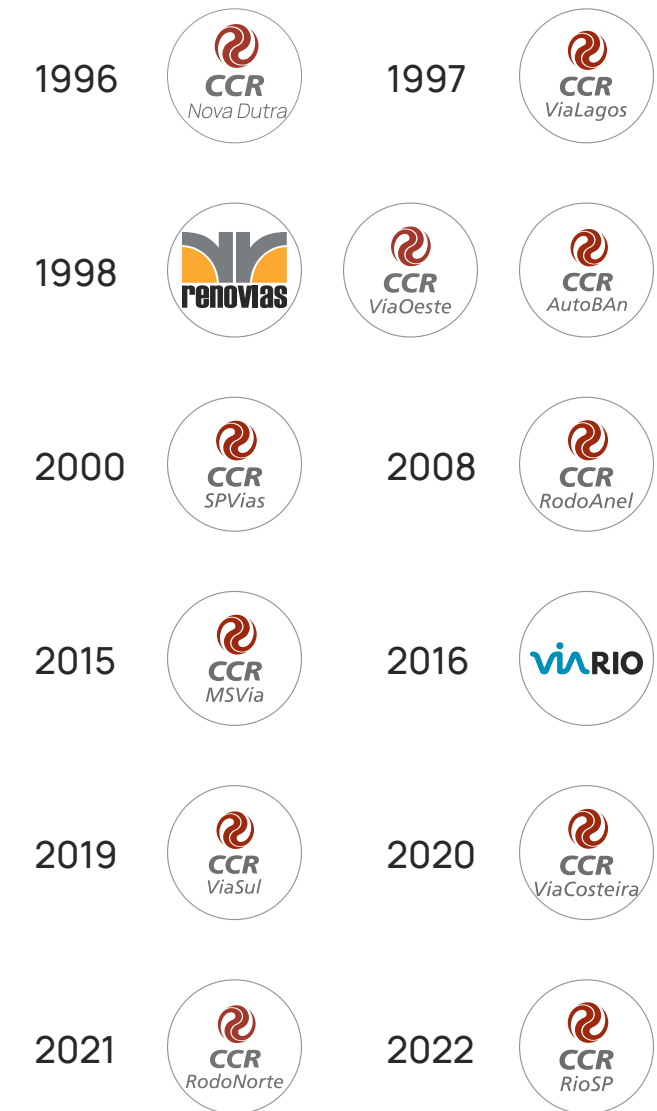 1996
CCR
Nova Dutra
1997
CCR
ViaLagos
1998
renovias
CCR
ViaOeste
CCR
AutoBAn
2000
CCR
SPVias
2008
CCR
RodoAnel
2015
CCR
MSVia
2016
viARIO
2019
CCR
ViaSul
2020
CCR
ViaCosteira
2021
CCR
RodoNorte
2022
CCR
RioSP